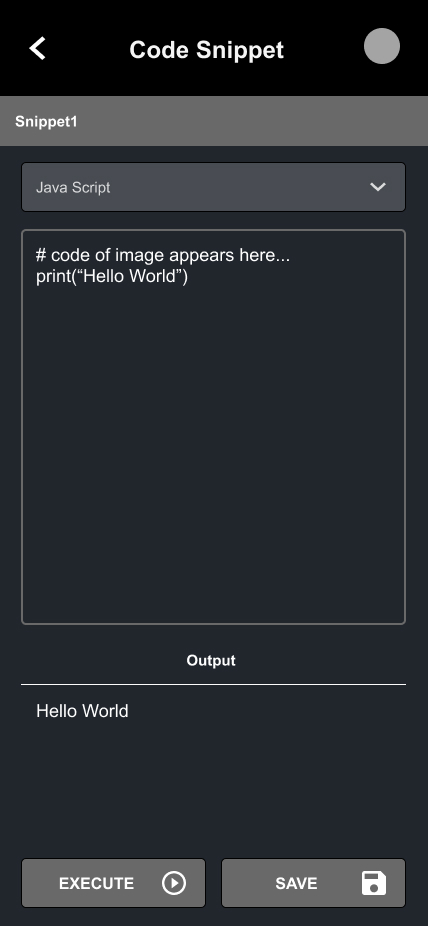 Code Snippet
Snippet1
Java Script
# code of image appears here...
print(“Hello World”)
Output
Hello World
EXECUTE
SAVE